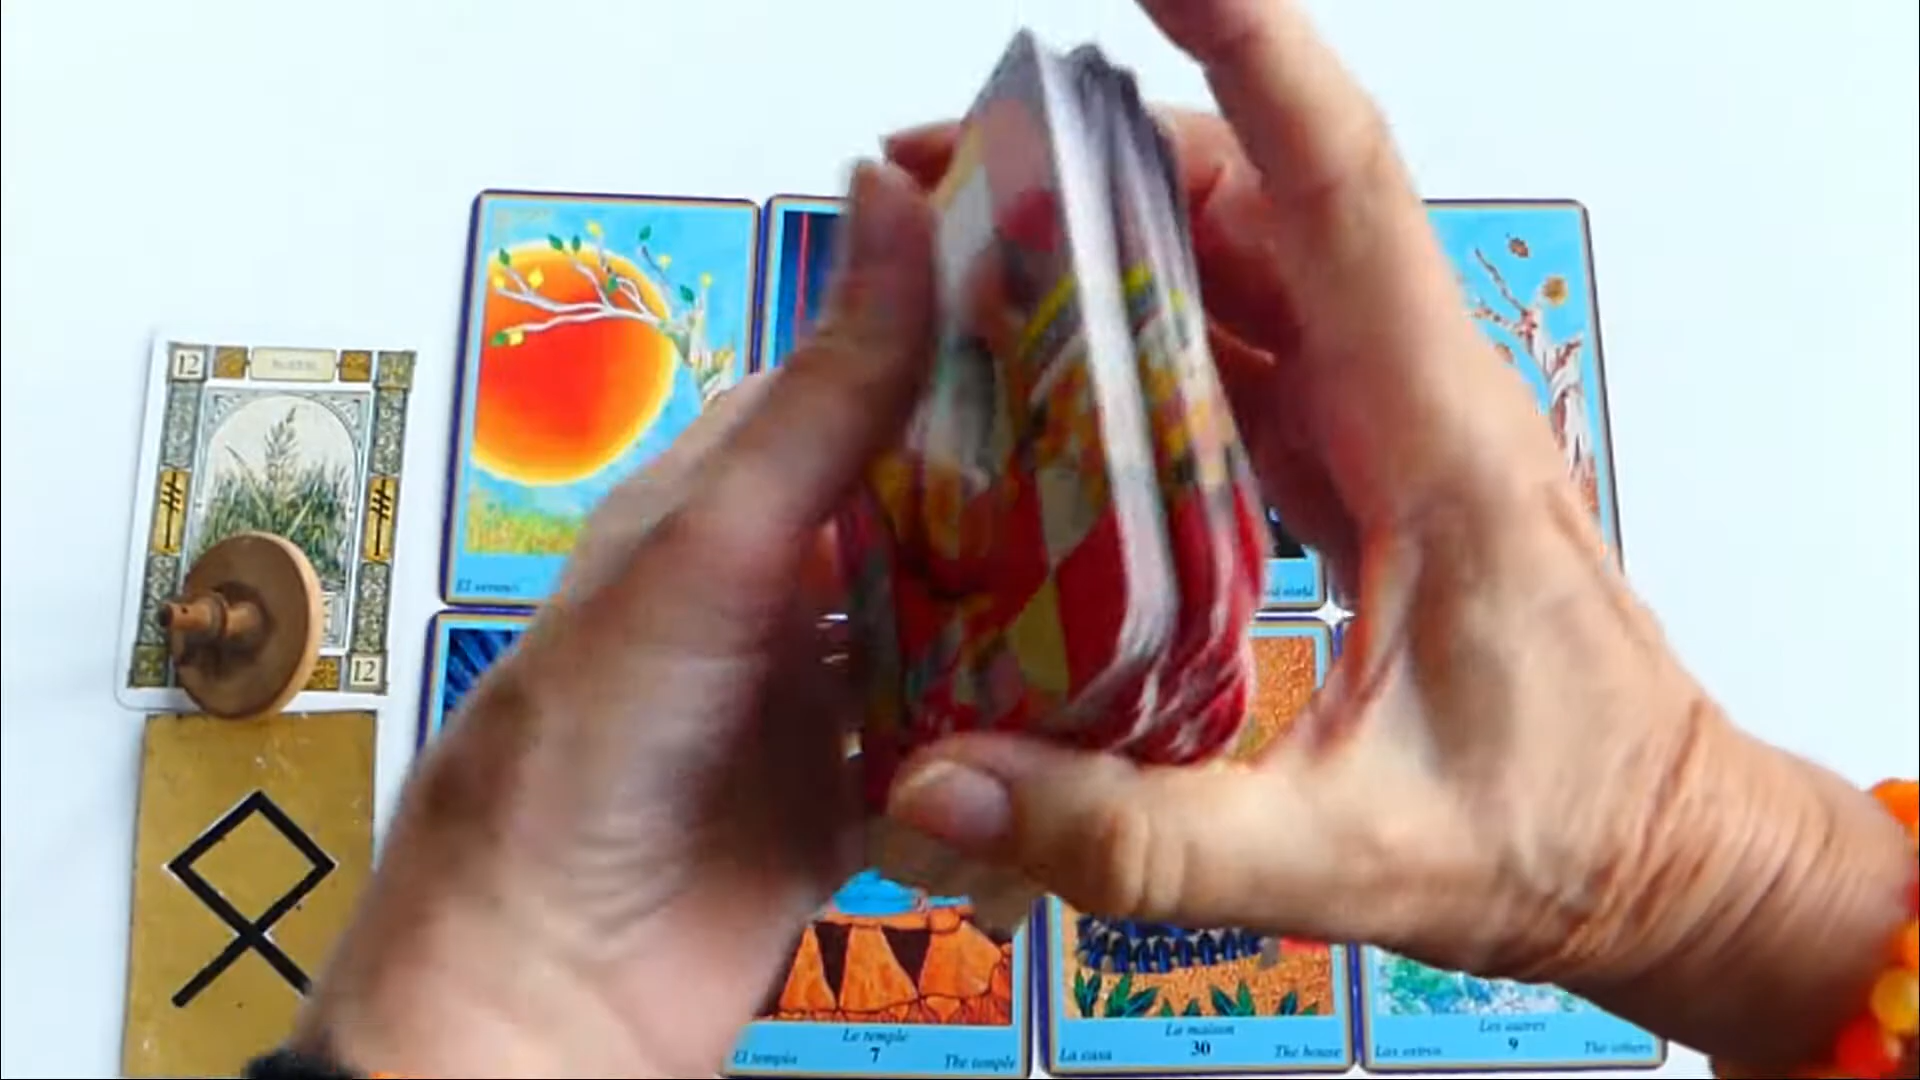 12
12
El verano
El templo
Le temple
7
The temple
La casa
La maison
30
The house
Los otros
Les autres
9
The others